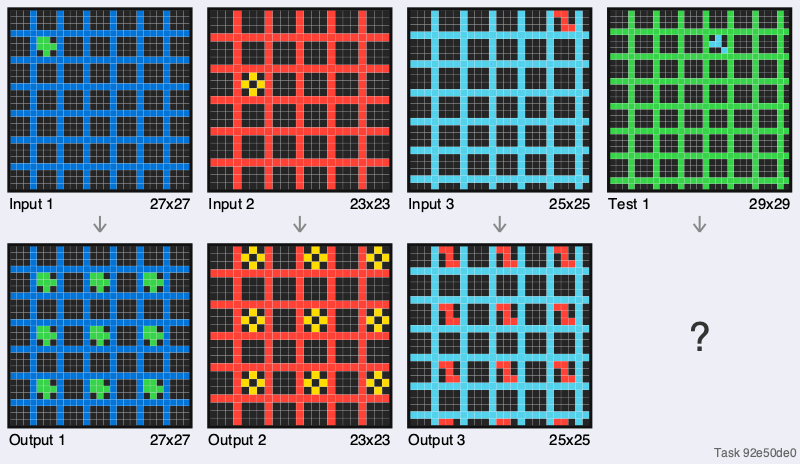 Input 1 27x27
Input 2 23x23
Input 3 25x25
Test 1 29x29
?
Output 1 27x27
Output 2 23x23
Output 3 25x25
Task 92e50de0